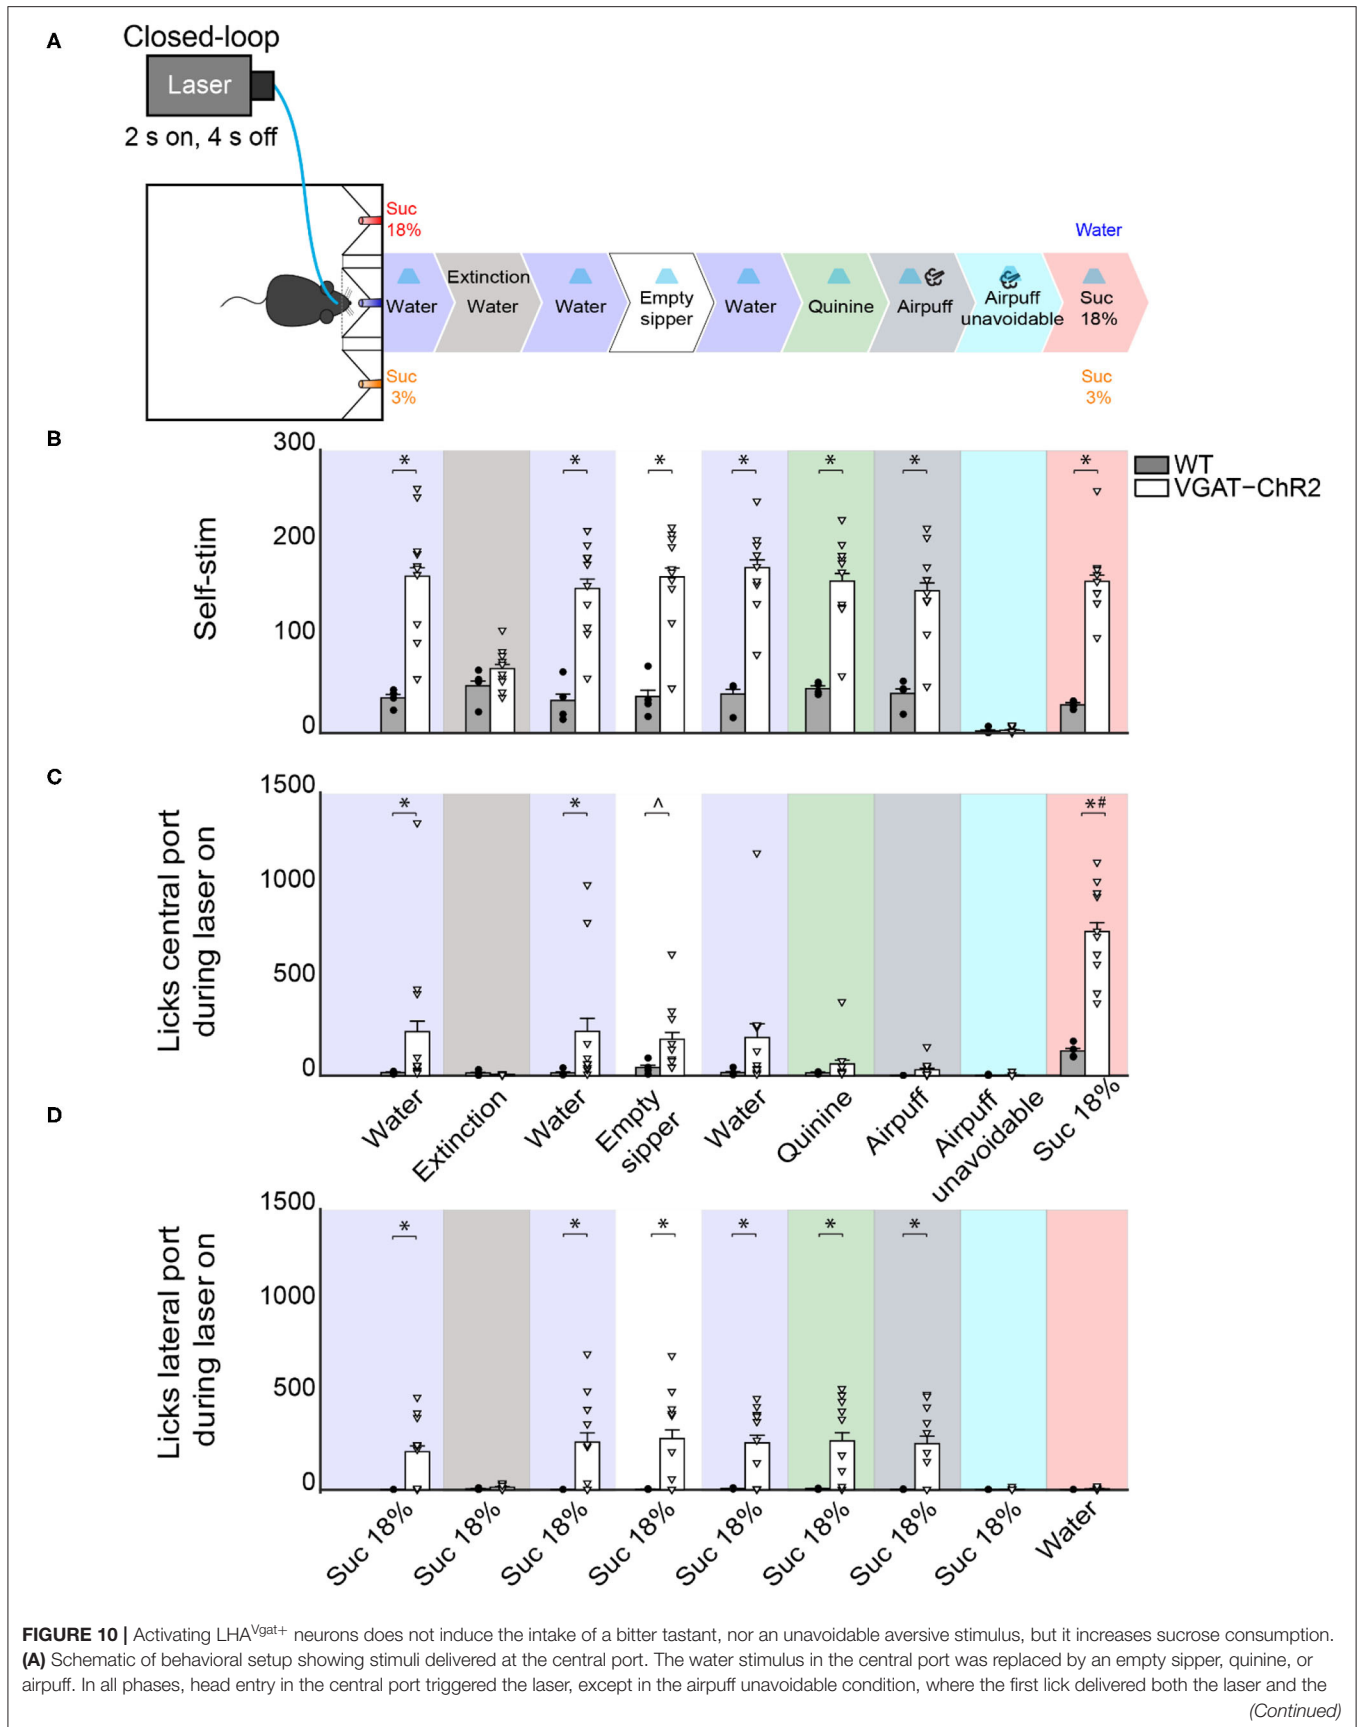 A
Closed-loop
Laser
2 s on, 4 s off
Suc
18%
Water
Water
Extinction
Water
Water
Empty
sipper
Water
Quinine
Airpuff
Airpuff
unavoidable
Suc
18%
Suc
3%
Suc
3%
B
300
200
100
0
Self-stim
* * * * * * *
WT
VGAT−ChR2
C
1500
1000
500
0
Licks central port
during laser on
* * ^ *#
Water
Extinction
Water
Empty
sipper
Water
Quinine
Airpuff
Airpuff
unavoidable
Suc 18%
D
1500
1000
500
0
Licks lateral port
during laser on
* * * * * *
Suc 18%
Suc 18%
Suc 18%
Suc 18%
Suc 18%
Suc 18%
Suc 18%
Suc 18%
Water
FIGURE 10 | Activating LHAVgat+ neurons does not induce the intake of a bitter tastant, nor an unavoidable aversive stimulus, but it increases sucrose consumption.
(A) Schematic of behavioral setup showing stimuli delivered at the central port. The water stimulus in the central port was replaced by an empty sipper, quinine, or
airpuff. In all phases, head entry in the central port triggered the laser, except in the airpuff unavoidable condition, where the first lick delivered both the laser and the
(Continued)